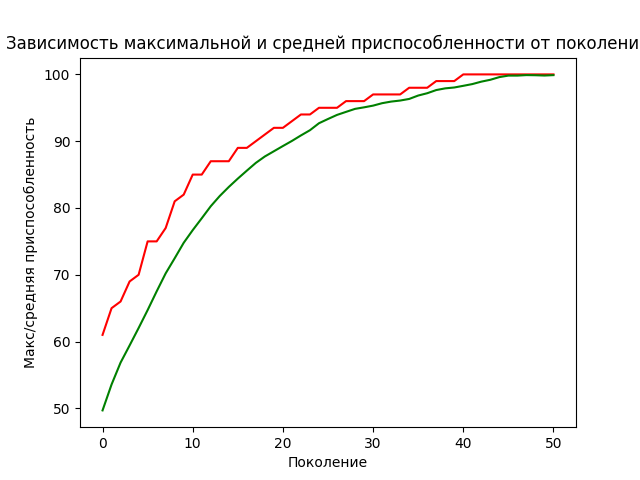 Зависимость максимальной и средней приспособленности от поколени
Макс/средняя приспособленность
100
90
80
70
60
50
0 10 20 30 40 50
Поколение